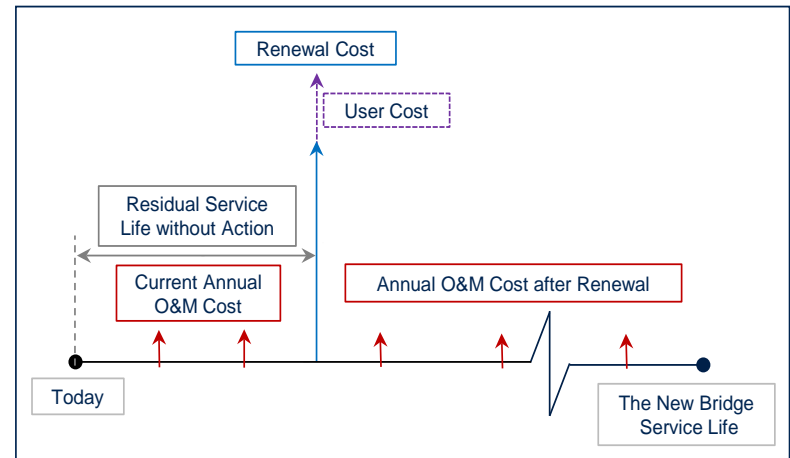 Renewal Cost
User Cost
Residual Service
Life without Action
Current Annual
O&M Cost
Annual O&M Cost after Renewal
Today
The New Bridge
Service Life